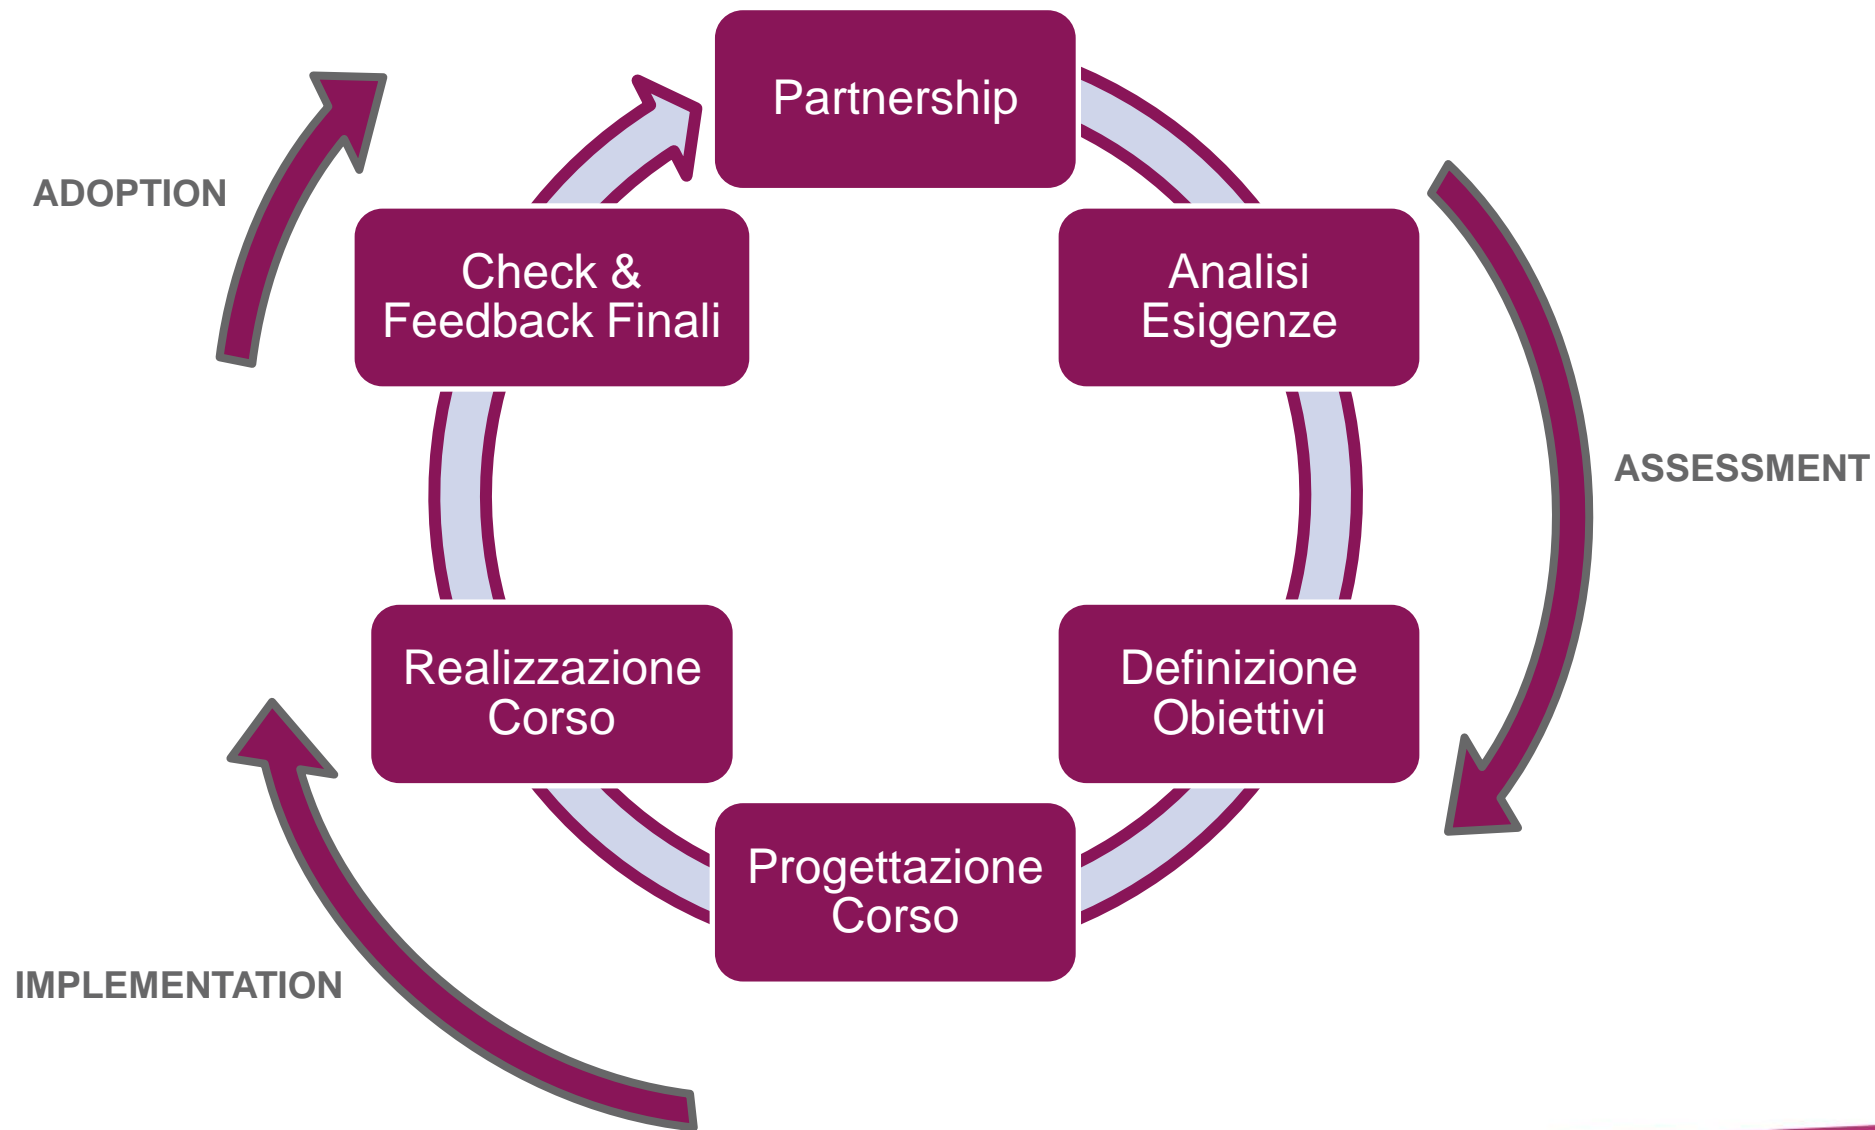 Partnership
ADOPTION
Check &
Feedback Finali
Analisi
Esigenze
ASSESSMENT
Realizzazione
Corso
Definizione
Obiettivi
Progettazione
Corso
IMPLEMENTATION